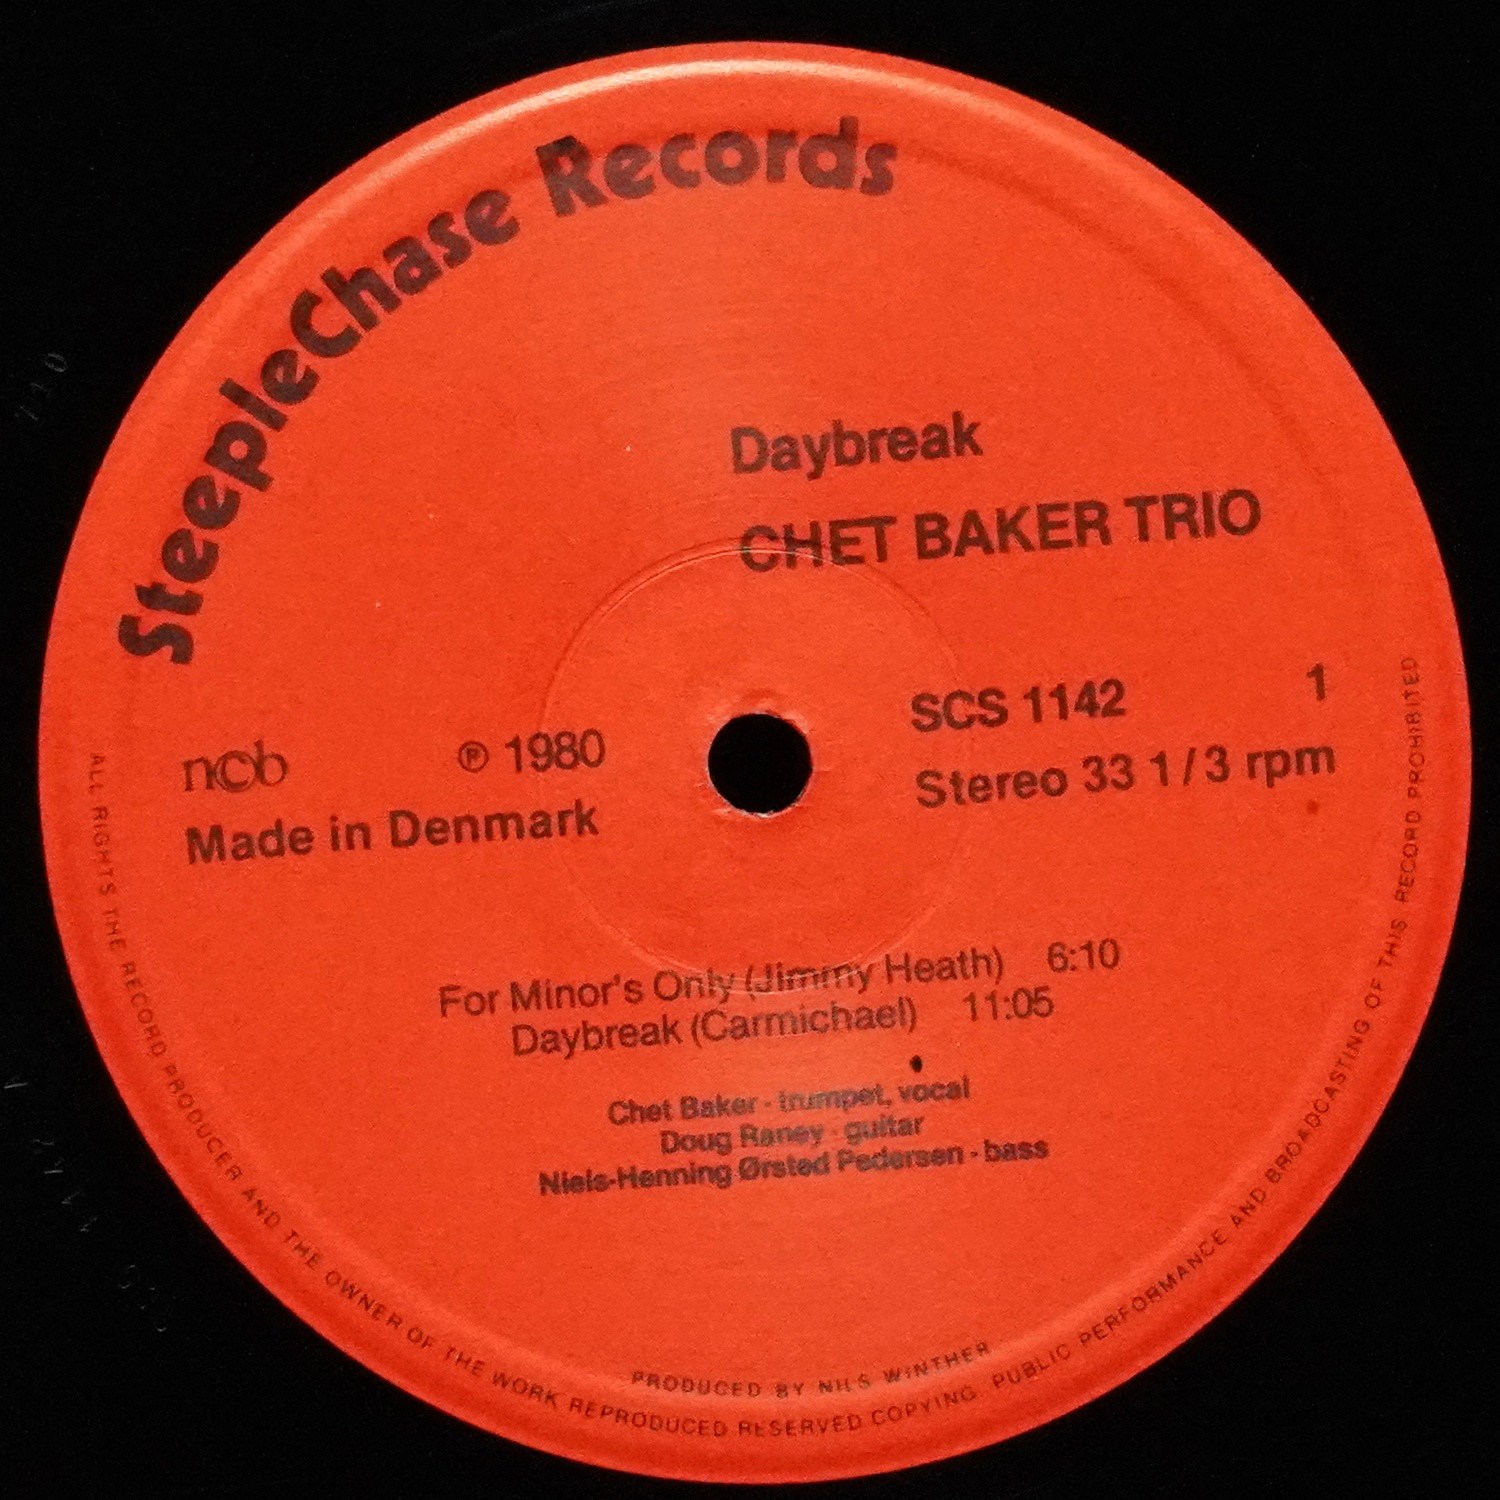 SteepleChase Records
Daybreak
CHET BAKER TRIO
ncb ℗ 1980
Made in Denmark
SCS 1142 1
Stereo 33 1/3 rpm
For Minor's Only (Jimmy Heath) 6:10
Daybreak (Carmichael) 11:05
Chet Baker - trumpet, vocal
Doug Raney - guitar
Niels-Henning Ørsted Pedersen - bass
PRODUCED BY NILS WINTHER
ALL RIGHTS THE RECORD PRODUCER AND THE OWNER OF THE WORK REPRODUCED RESERVED COPYING. PUBLIC PERFORMANCE AND BROADCASTING OF THIS RECORD PROHIBITED